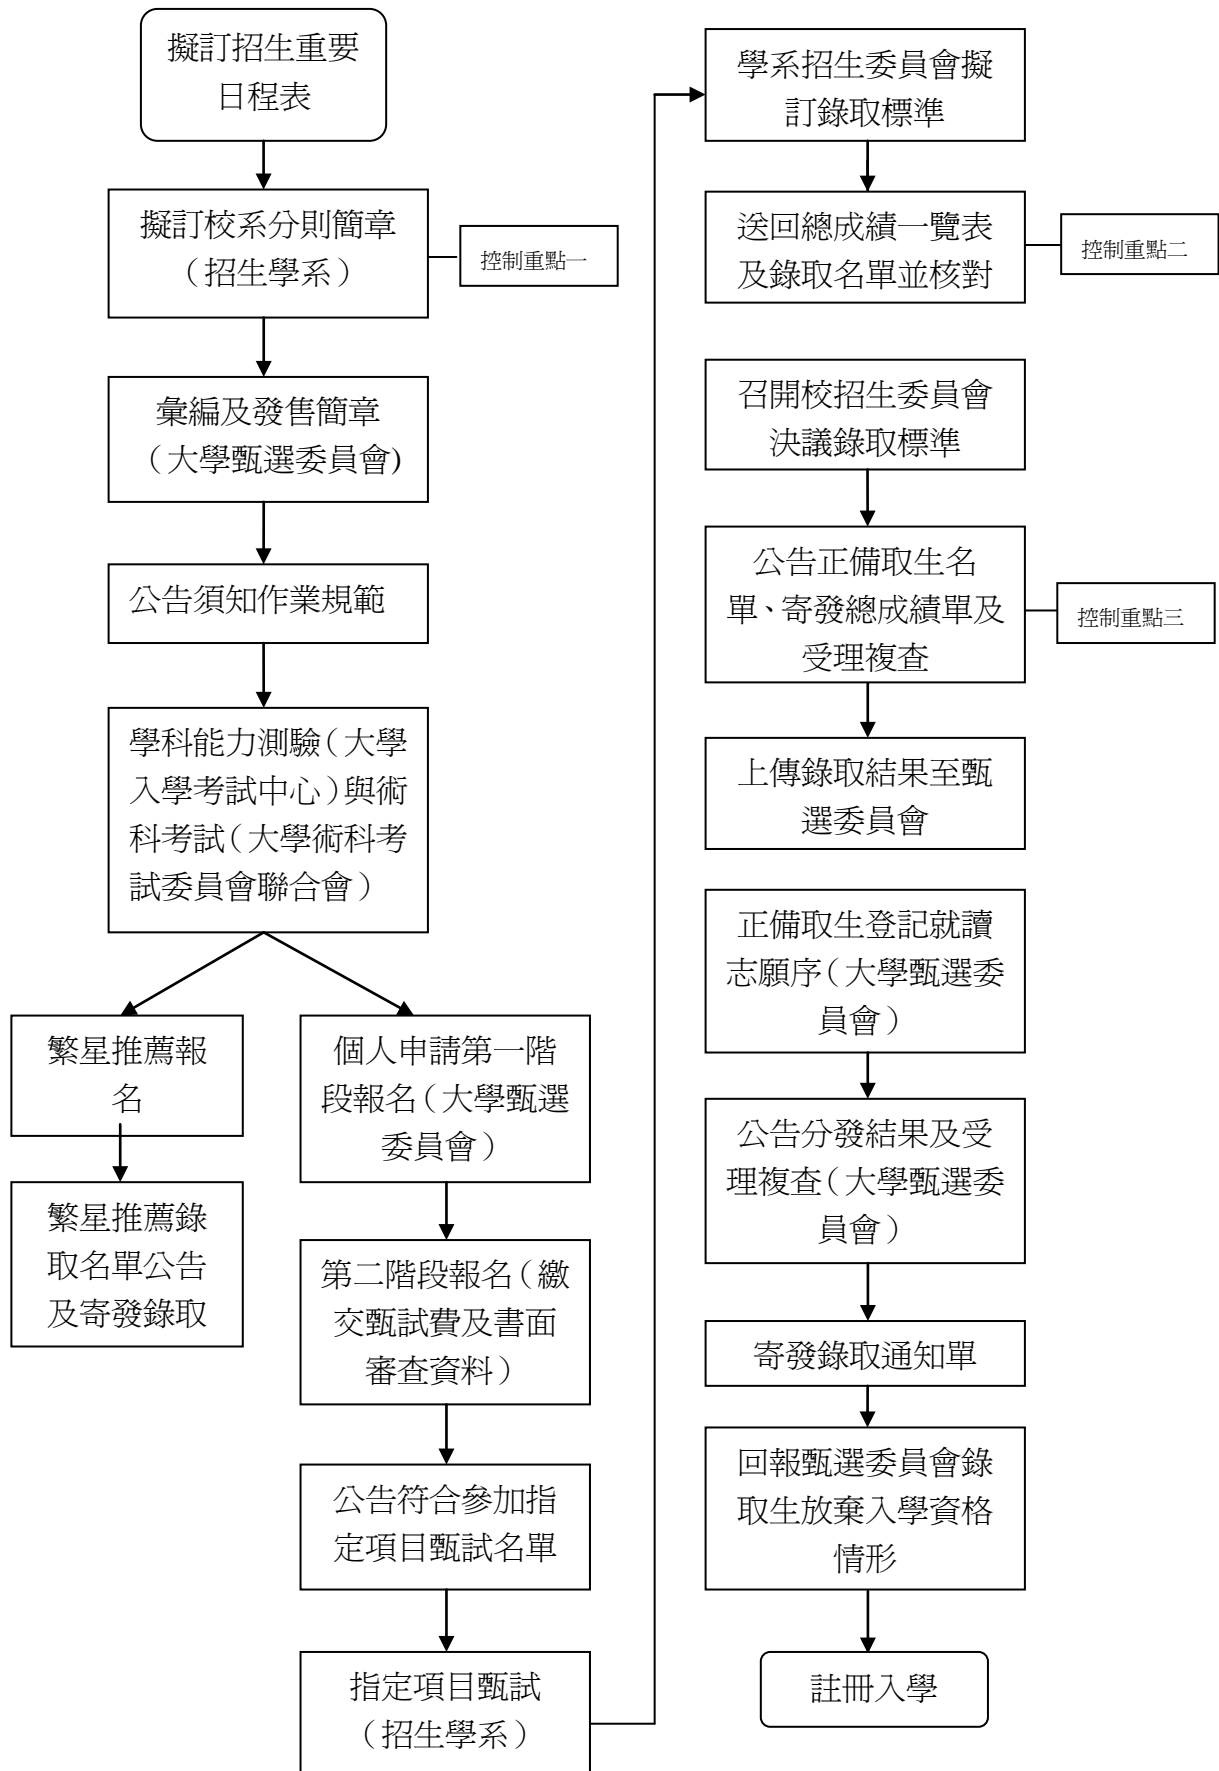 擬訂招生重要
日程表
擬訂校系分則簡章
（招生學系）
控制重點一
彙編及發售簡章
（大學甄選委員會)
公告須知作業規範
學科能力測驗（大學
入學考試中心）與術
科考試（大學術科考
試委員會聯合會）
繁星推薦報
名
繁星推薦錄
取名單公告
及寄發錄取
個人申請第一階
段報名（大學甄選
委員會）
第二階段報名（繳
交甄試費及書面
審查資料）
公告符合參加指
定項目甄試名單
指定項目甄試
（招生學系）
學系招生委員會擬
訂錄取標準
送回總成績一覽表
及錄取名單並核對
控制重點二
召開校招生委員會
決議錄取標準
公告正備取生名
單、寄發總成績單及
受理複查
控制重點三
上傳錄取結果至甄
選委員會
正備取生登記就讀
志願序（大學甄選委
員會）
公告分發結果及受
理複查（大學甄選委
員會）
寄發錄取通知單
回報甄選委員會錄
取生放棄入學資格
情形
註冊入學